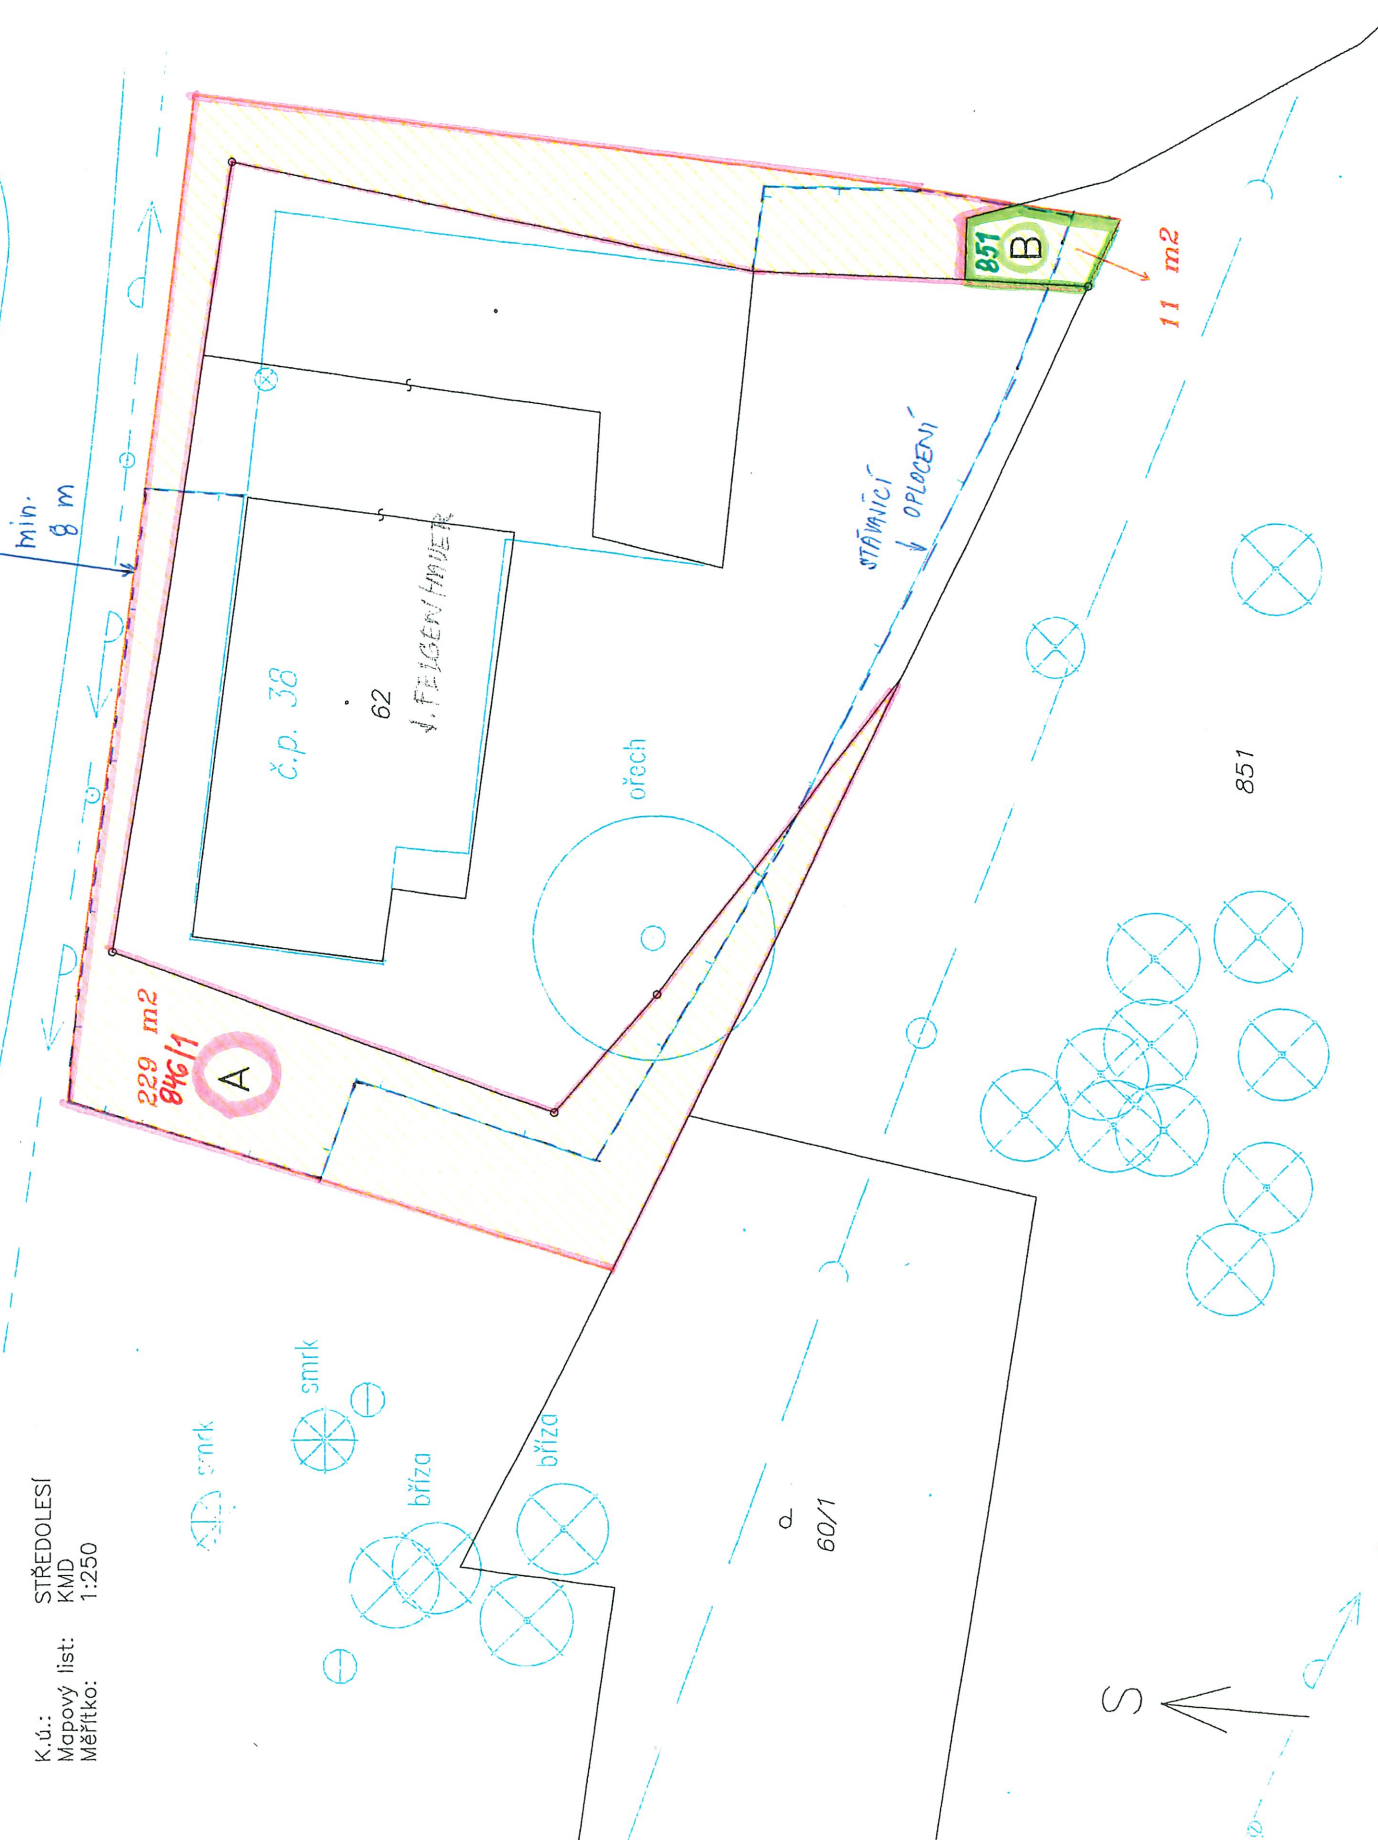 K.ú.: STŘEDOLESÍ
Mapový list: KMD
Měřítko: 1:250
min.
8 m
229 m2
846/1
A
č.p. 38
62
J. FEIGENHAUER
ořech
STÁVAJÍCÍ
OPLOCENÍ
851
B
11 m2
851
smrk
smrk
bříza
bříza
60/1
S